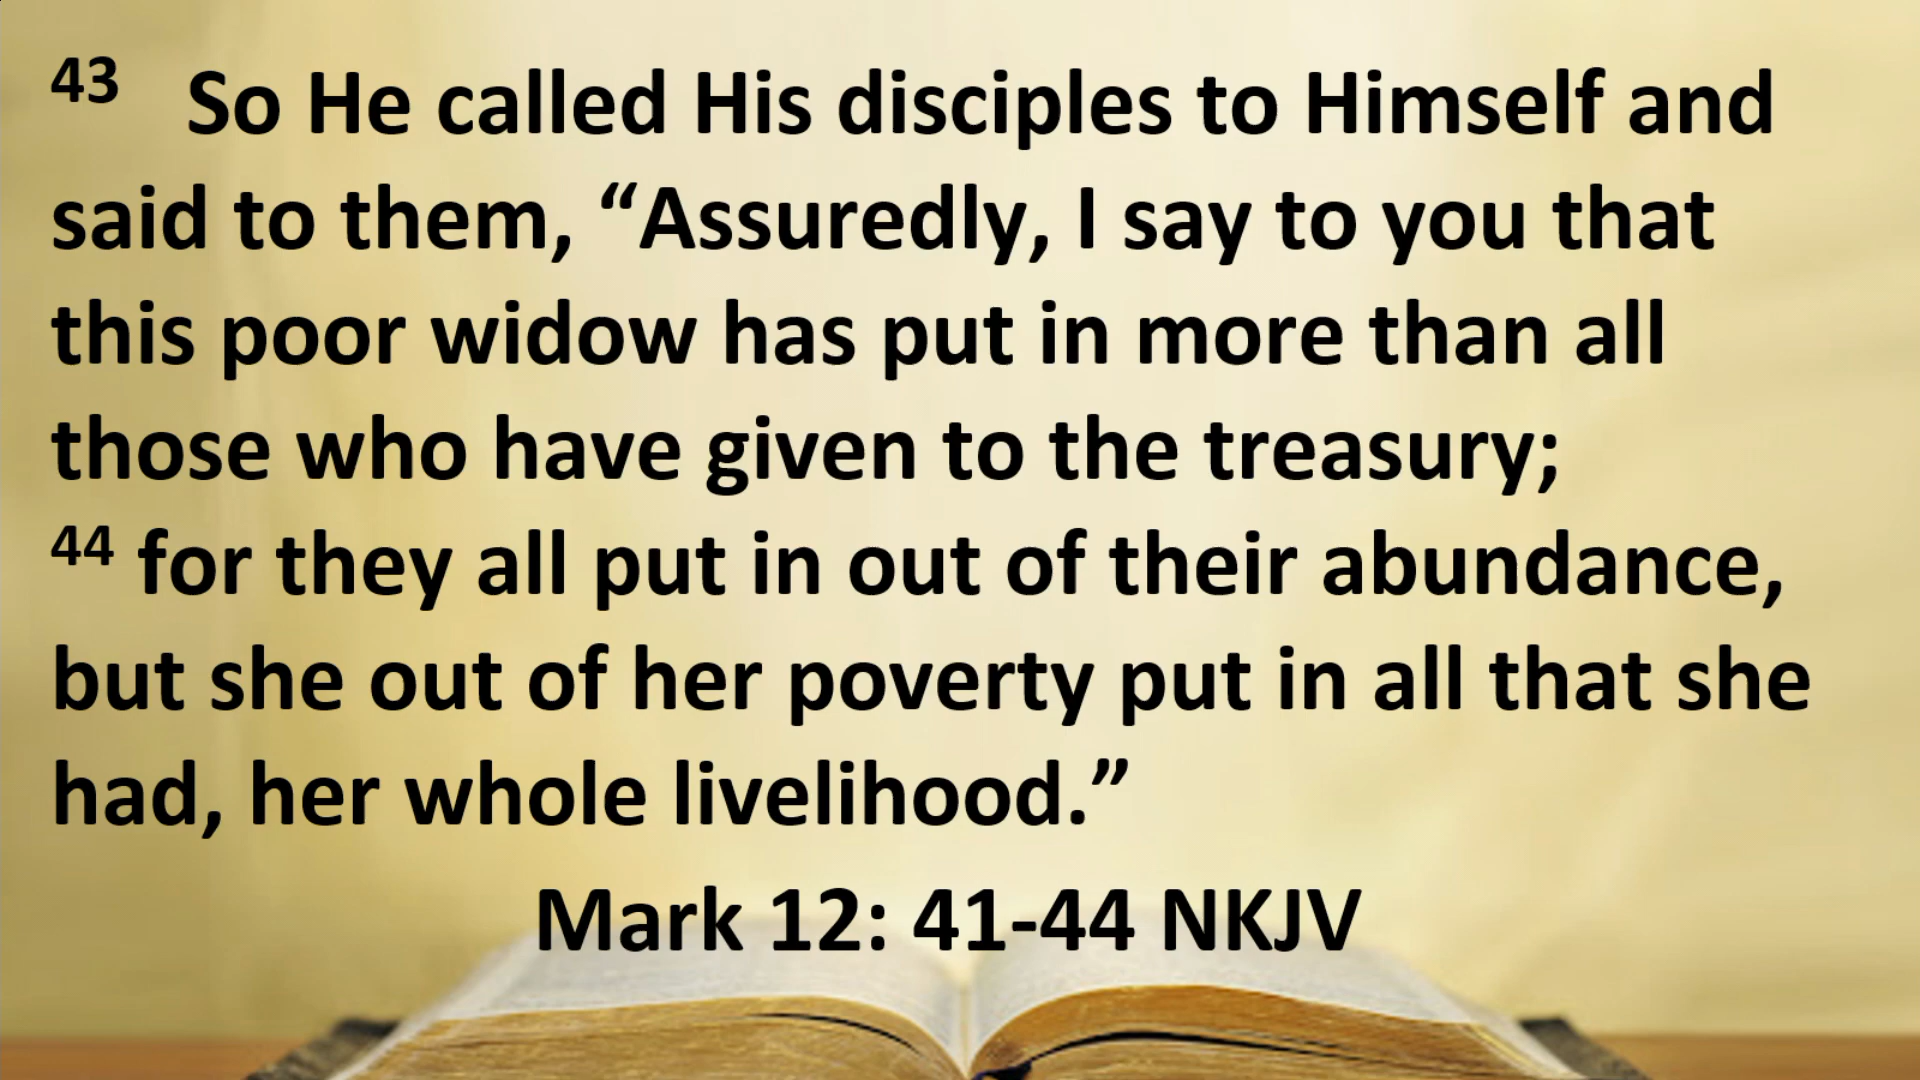 43 So He called His disciples to Himself and
said to them, “Assuredly, I say to you that
this poor widow has put in more than all
those who have given to the treasury;
44 for they all put in out of their abundance,
but she out of her poverty put in all that she
had, her whole livelihood.”
Mark 12: 41-44 NKJV